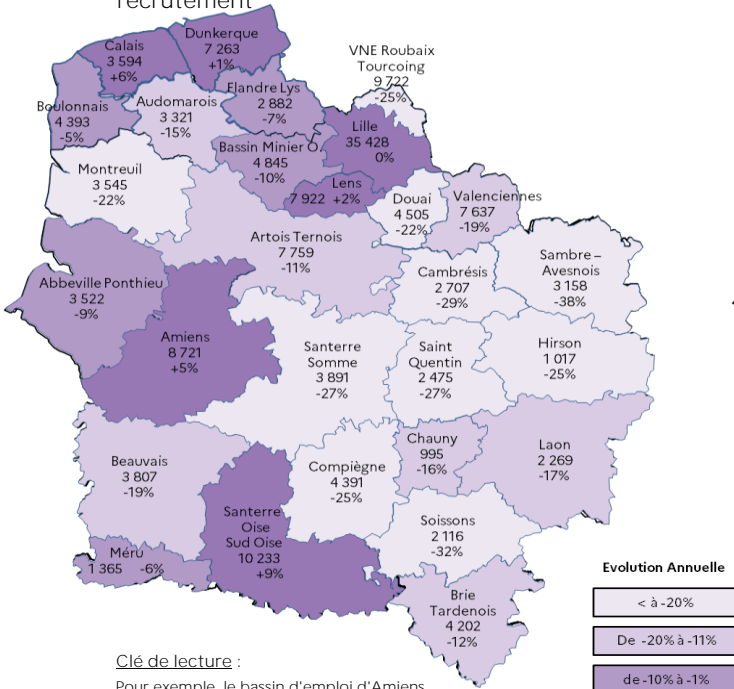 recrutement
Dunkerque
7 263
+1%
Calais
3 594
+6%
VNE Roubaix
Tourcoing
9 722
-25%
Flandre Lys
2 882
-7%
Boulonnais
4 393
-5%
Audomarois
3 321
-15%
Lille
35 428
0%
Bassin Minier O.
4 845
-10%
Montreuil
3 545
-22%
Lens
7 922 +2%
Douai
4 505
-22%
Valenciennes
7 637
-19%
Artois Ternois
7 759
-11%
Sambre –
Avesnois
3 158
-38%
Cambrésis
2 707
-29%
Abbeville Ponthieu
3 522
-9%
Amiens
8 721
+5%
Santerre
Somme
3 891
-27%
Saint
Quentin
2 475
-27%
Hirson
1 017
-25%
Chauny
995
-16%
Laon
2 269
-17%
Beauvais
3 807
-19%
Compiègne
4 391
-25%
Santerre
Oise
Sud Oise
10 233
+9%
Soissons
2 116
-32%
Méru
1 365 -6%
Brie
Tardenois
4 202
-12%
Evolution Annuelle
< à -20%
De -20% à -11%
de -10% à -1%
Clé de lecture :
Pour exemple, le bassin d'emploi d'Amiens